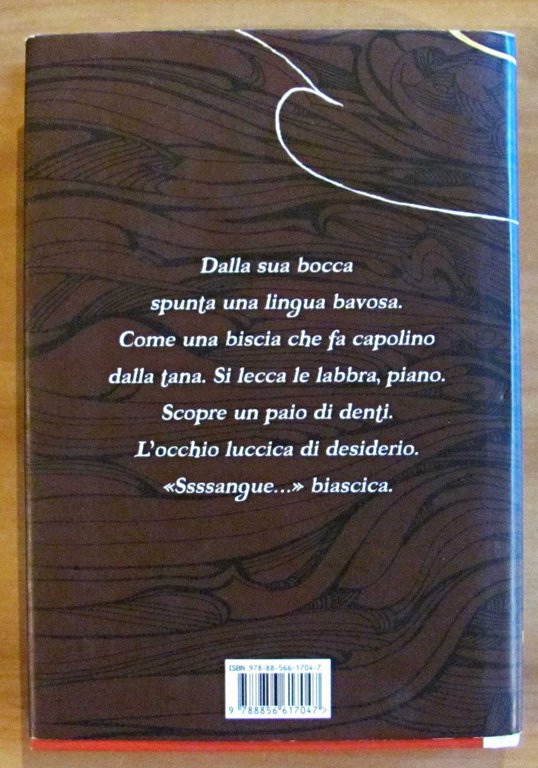 Dalla sua bocca
spunta una lingua bavosa.
Come una biscia che fa capolino
dalla tana. Si lecca le labbra, piano.
Scopre un paio di denti.
L'occhio luccica di desiderio.
«Ssssangue...» biascica.
ISBN 978-88-566-1704-7
9 788856 617047